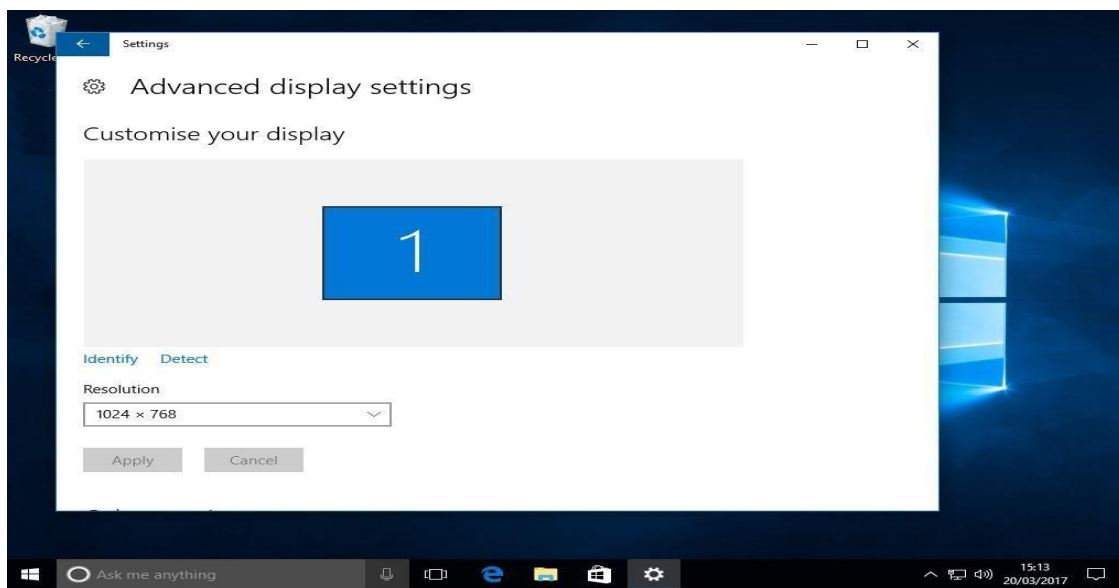 Settings
Recycle
Advanced display settings
Customise your display
1
Identify Detect
Resolution
1024 × 768
Apply Cancel
Ask me anything
15:13
20/03/2017